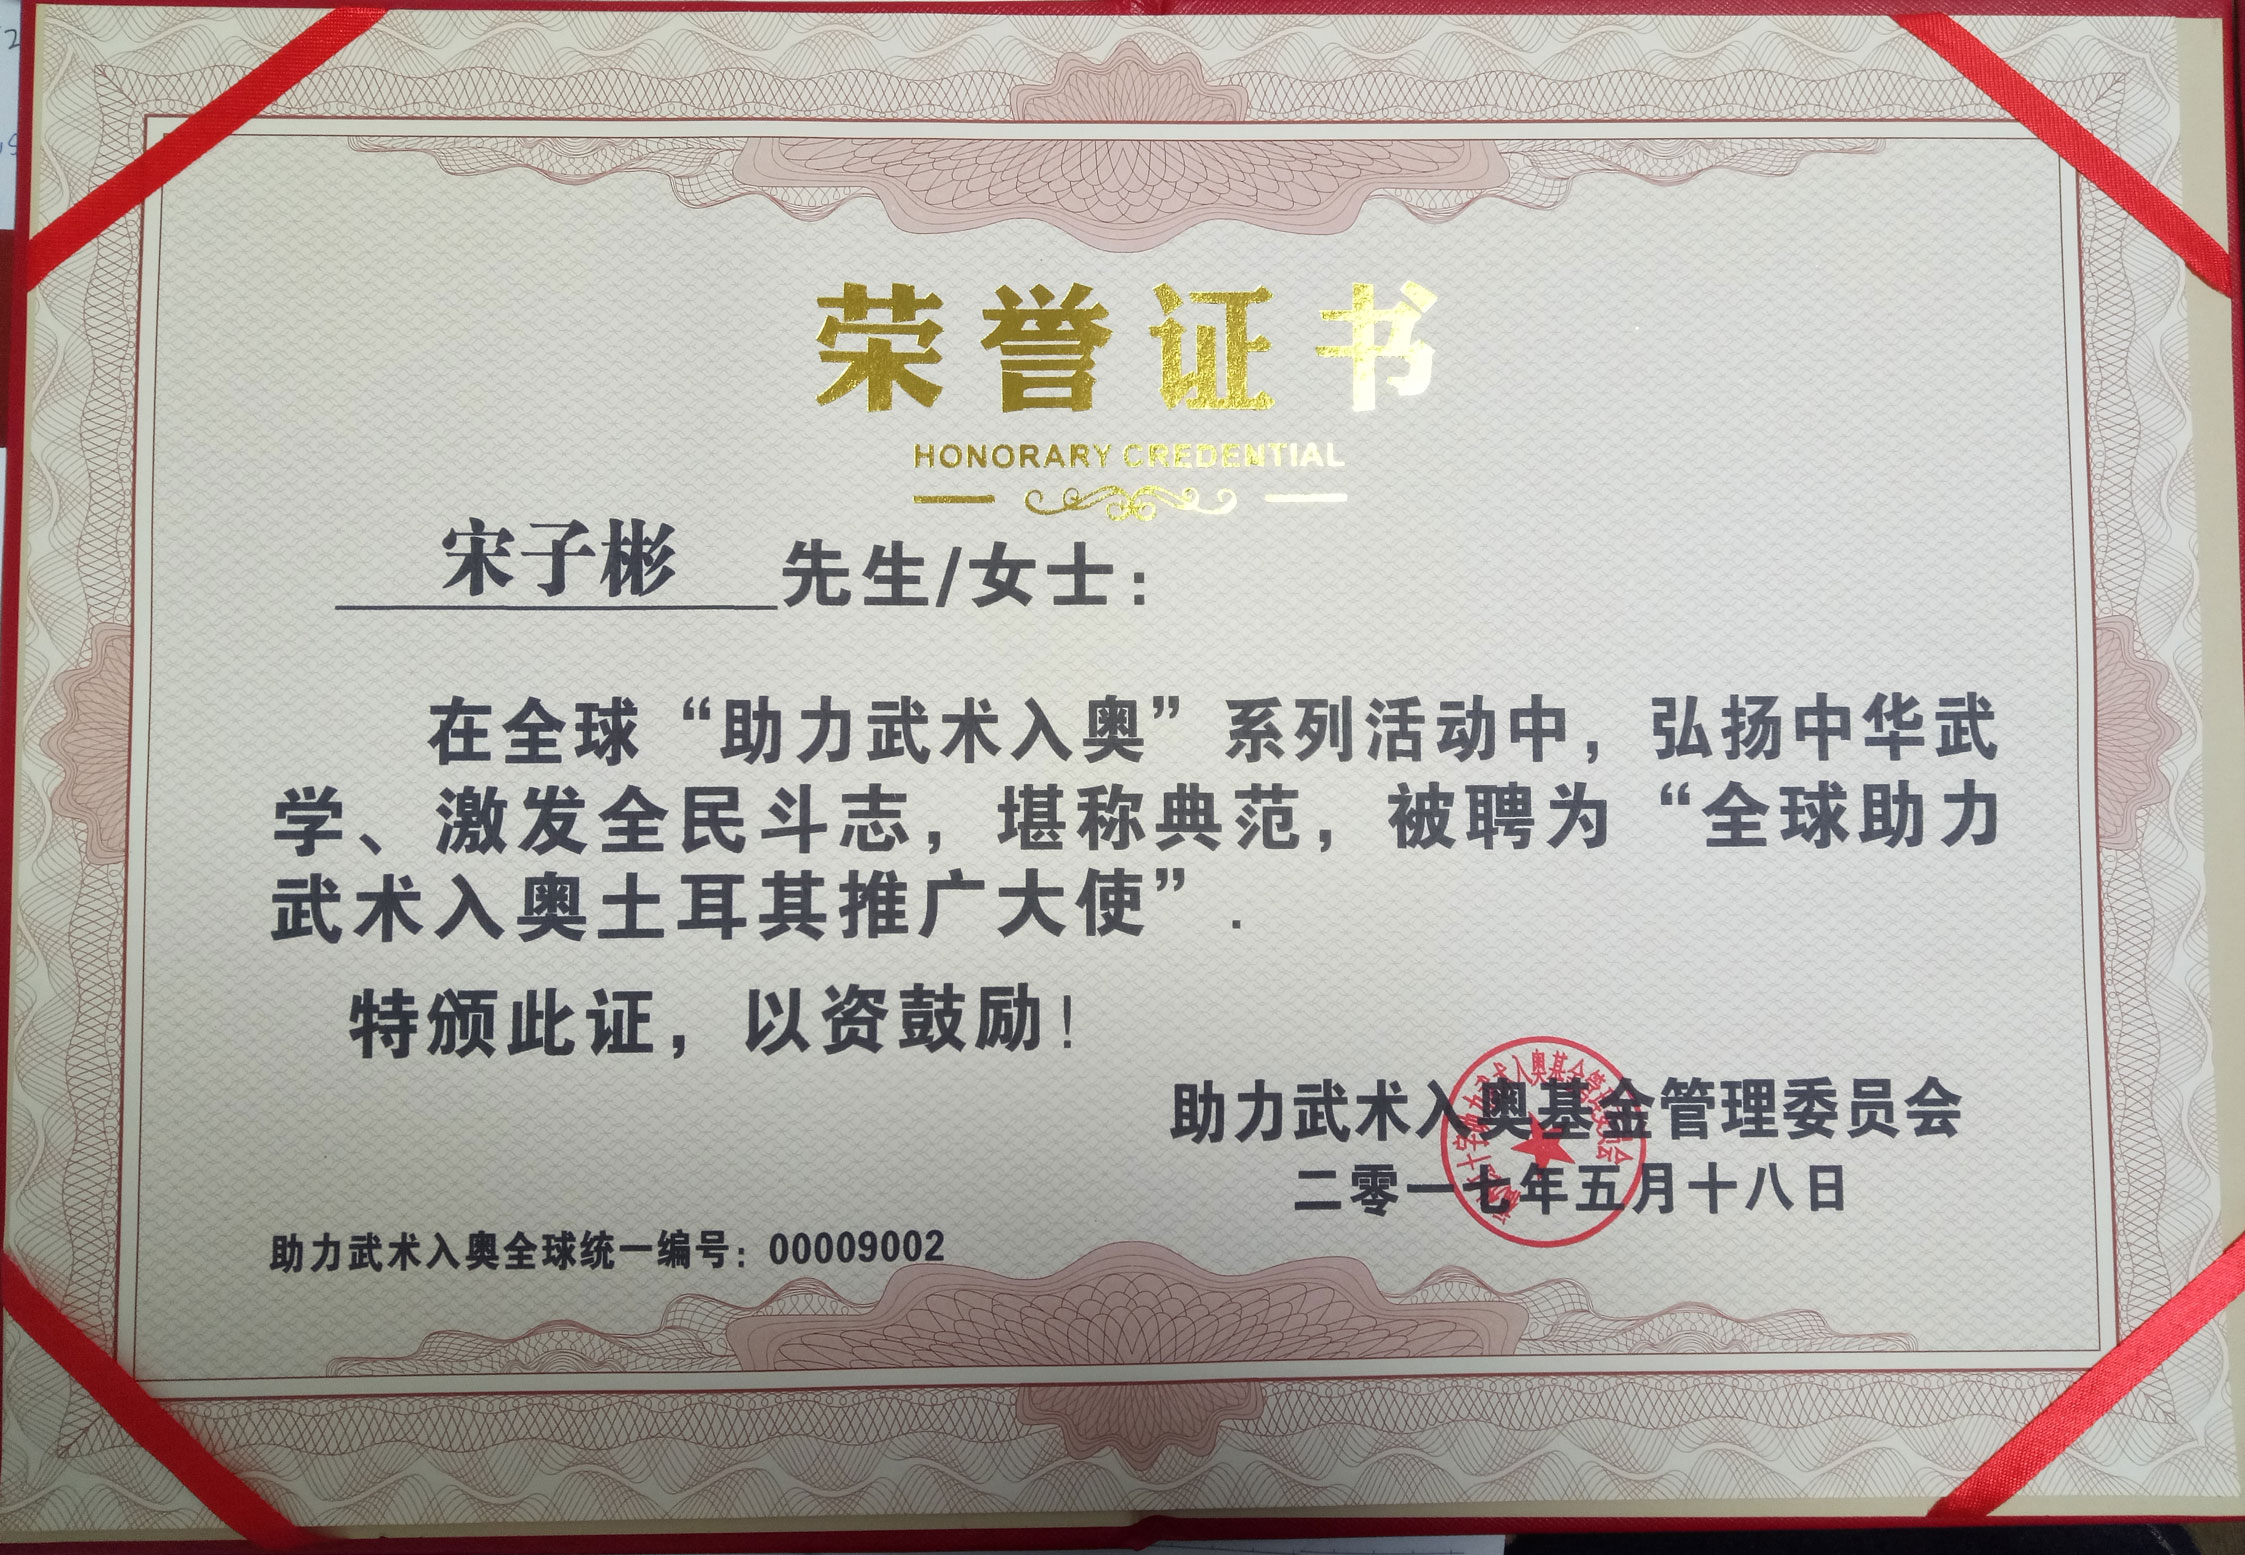 荣誉证书
HONORARY CREDENTIAL
宋子彬 先生/女士：
在全球“助力武术入奥”系列活动中，弘扬中华武
学、激发全民斗志，堪称典范，被聘为“全球助力
武术入奥土耳其推广大使”.
特颁此证，以资鼓励！
助力武术入奥基金管理委员会
二零一七年五月十八日
助力武术入奥全球统一编号：00009002